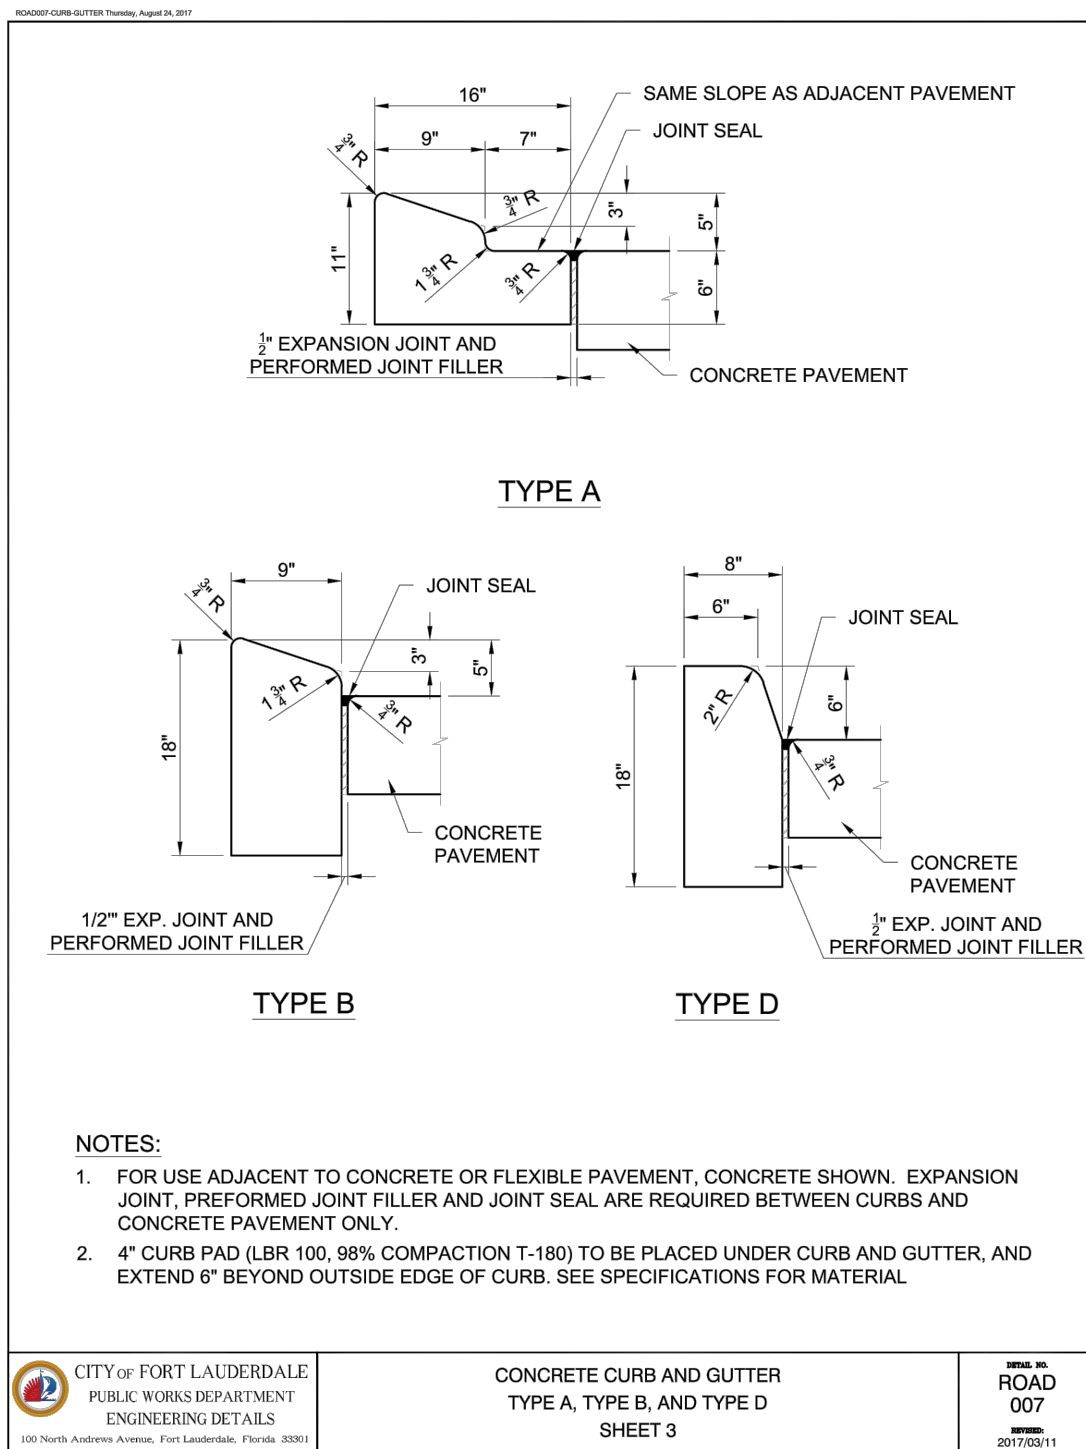 ROAD007-CURB-GUTTER Thursday, August 24, 2017
16"
SAME SLOPE AS ADJACENT PAVEMENT
JOINT SEAL
9"
7"
3/4" R
3/4" R
3"
5"
11"
1 3/4" R
3/4" R
6"
1/2" EXPANSION JOINT AND
PERFORMED JOINT FILLER
CONCRETE PAVEMENT
TYPE A
9"
JOINT SEAL
3/4" R
3"
5"
1 3/4" R
3/4" R
18"
CONCRETE
PAVEMENT
1/2'" EXP. JOINT AND
PERFORMED JOINT FILLER
TYPE B
8"
6"
JOINT SEAL
2" R
6"
18"
3/4" R
CONCRETE
PAVEMENT
1/2" EXP. JOINT AND
PERFORMED JOINT FILLER
TYPE D
NOTES:
1. FOR USE ADJACENT TO CONCRETE OR FLEXIBLE PAVEMENT, CONCRETE SHOWN. EXPANSION
JOINT, PREFORMED JOINT FILLER AND JOINT SEAL ARE REQUIRED BETWEEN CURBS AND
CONCRETE PAVEMENT ONLY.
2. 4" CURB PAD (LBR 100, 98% COMPACTION T-180) TO BE PLACED UNDER CURB AND GUTTER, AND
EXTEND 6" BEYOND OUTSIDE EDGE OF CURB. SEE SPECIFICATIONS FOR MATERIAL
CITY OF FORT LAUDERDALE
PUBLIC WORKS DEPARTMENT
ENGINEERING DETAILS
100 North Andrews Avenue, Fort Lauderdale, Florida 33301
CONCRETE CURB AND GUTTER
TYPE A, TYPE B, AND TYPE D
SHEET 3
DETAIL NO.
ROAD
007
REVISED:
2017/03/11